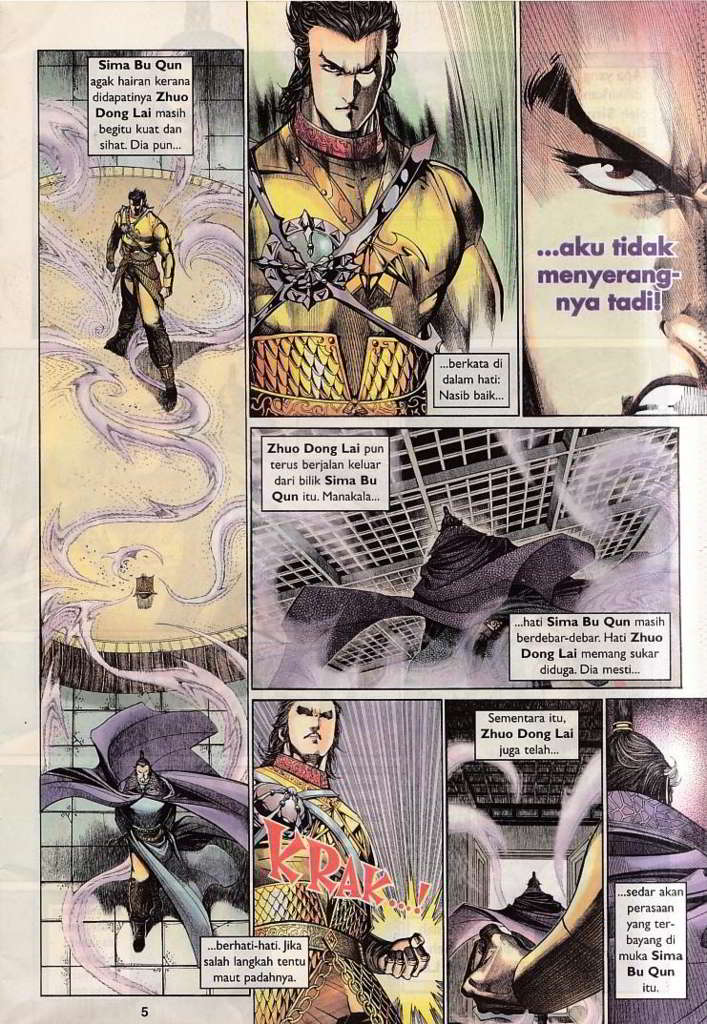 Sima Bu Qun
agak hairan kerana
didapatinya Zhuo
Dong Lai masih
begitu kuat dan
sihat. Dia pun...
...berkata di
dalam hati:
Nasib baik...
...aku tidak
menyerang-
nya tadi!
Zhuo Dong Lai pun
terus berjalan keluar
dari bilik Sima Bu
Qun itu. Manakala...
...hati Sima Bu Qun masih
berdebar-debar. Hati Zhuo
Dong Lai memang sukar
diduga. Dia mesti...
...berhati-hati. Jika
salah langkah tentu
maut padahnya.
KRAK...!
Sementara itu,
Zhuo Dong Lai
juga telah...
...sedar akan
perasaan
yang ter-
bayang di
muka Sima
Bu Qun
itu.
5